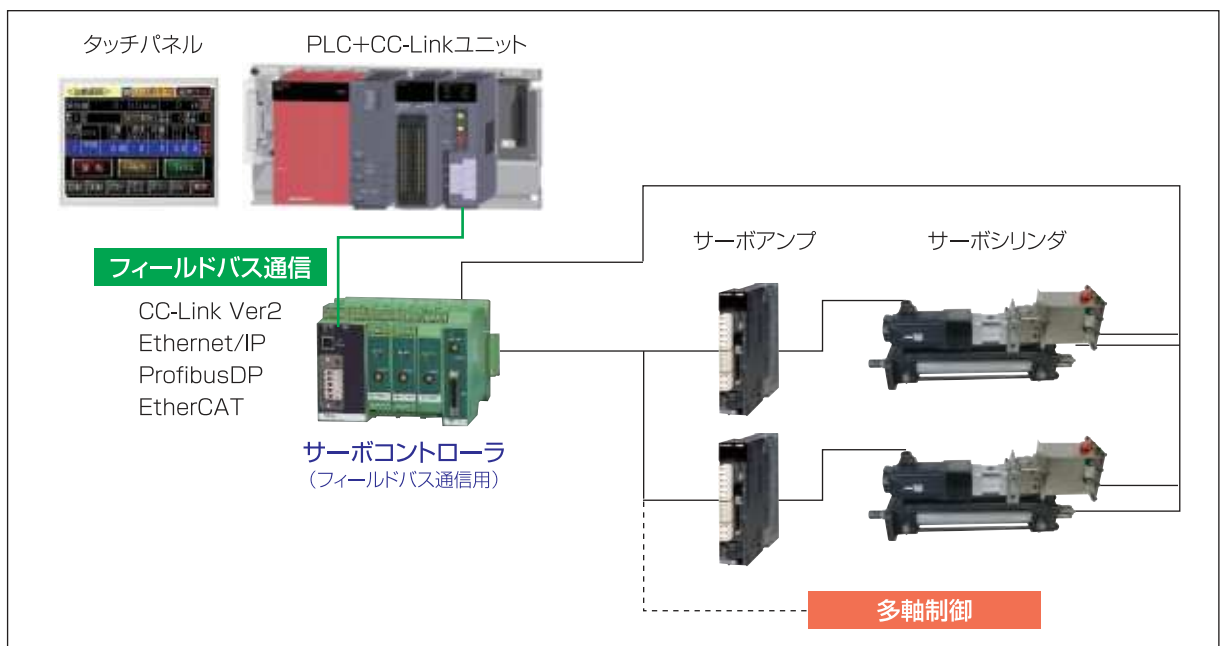 タッチパネル
PLC+CC-Linkユニット
サーボアンプ
サーボシリンダ
フィールドバス通信
CC-Link Ver2
Ethernet/IP
ProfibusDP
EtherCAT
サーボコントローラ
（フィールドバス通信用）
多軸制御